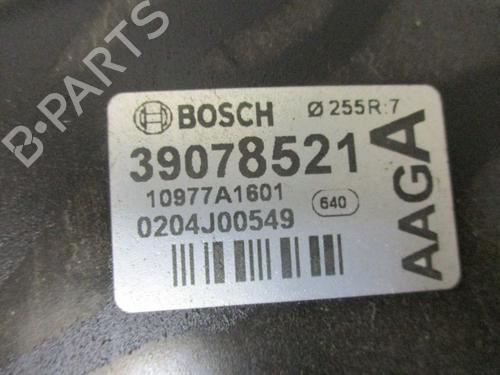 BOSCH Ø 255R:7
39078521
10977A1601 640
0204J00549
AAGA
B-PARTS